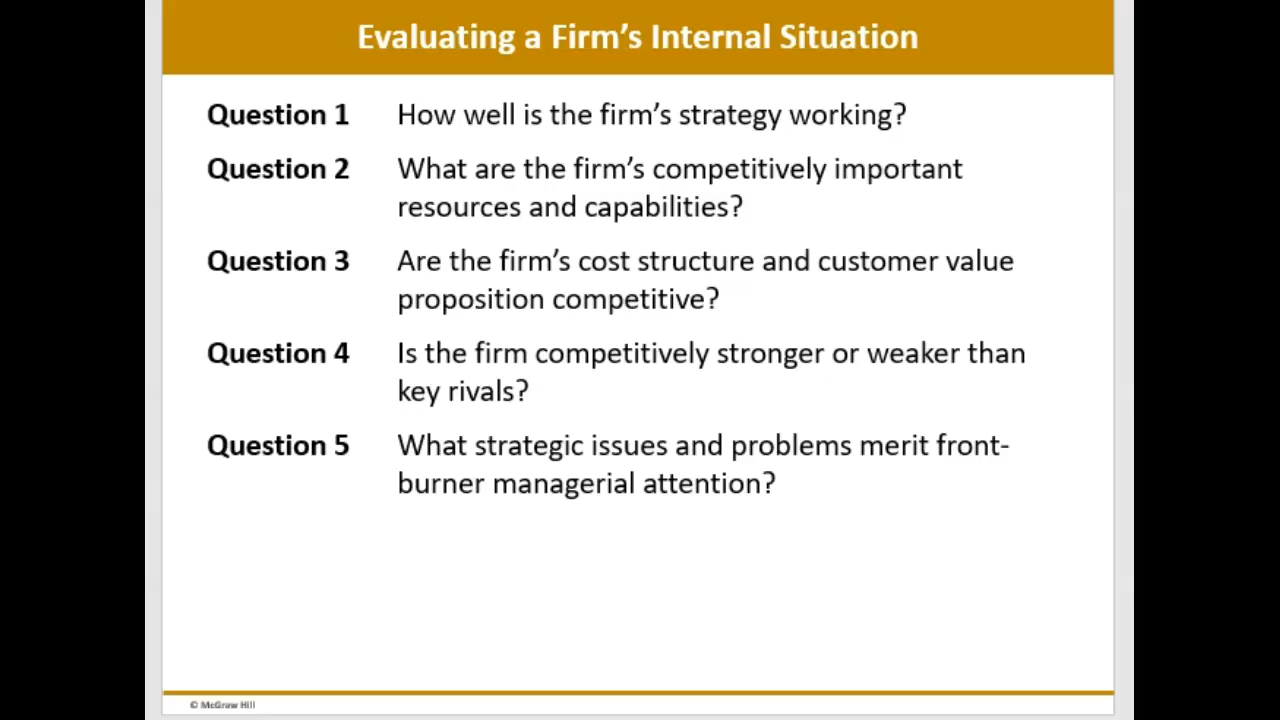 Evaluating a Firm's Internal Situation
Question 1 How well is the firm's strategy working?
Question 2 What are the firm's competitively important
resources and capabilities?
Question 3 Are the firm's cost structure and customer value
proposition competitive?
Question 4 Is the firm competitively stronger or weaker than
key rivals?
Question 5 What strategic issues and problems merit front-
burner managerial attention?
© McGraw Hill